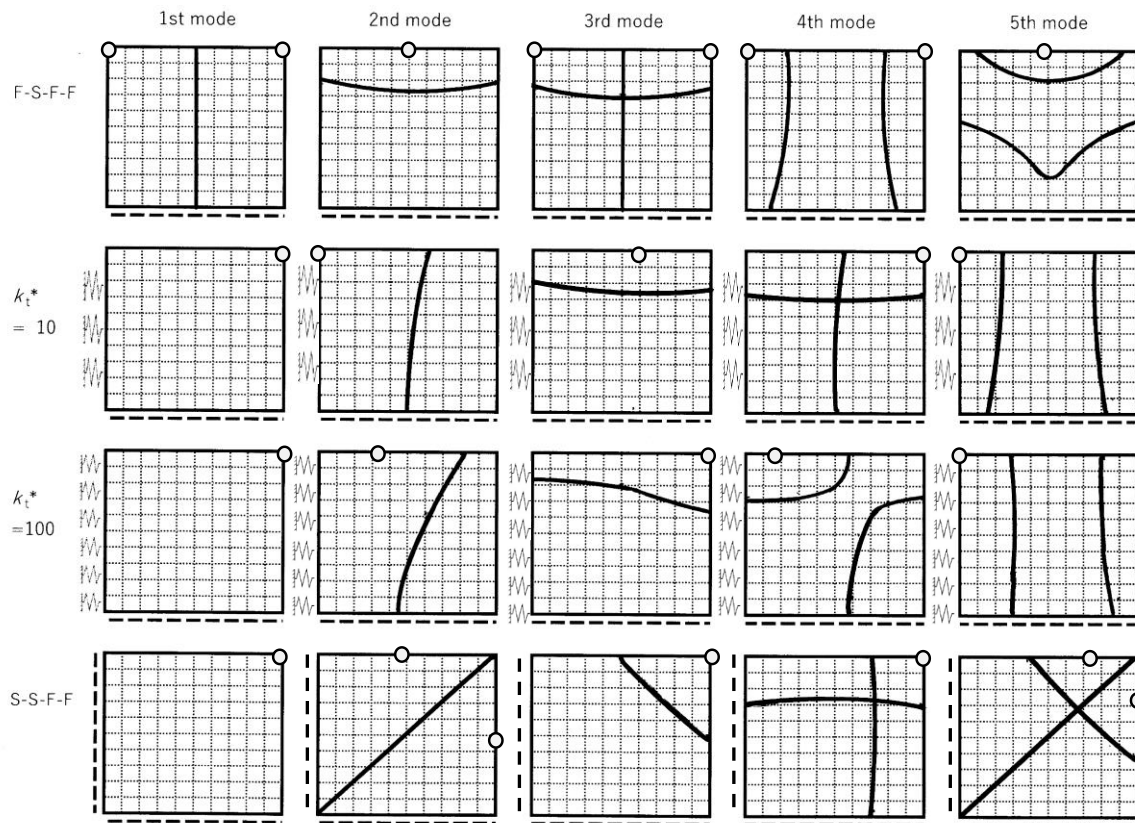 1st mode 2nd mode 3rd mode 4th mode 5th mode
F-S-F-F
kt*
= 10
kt*
=100
S-S-F-F